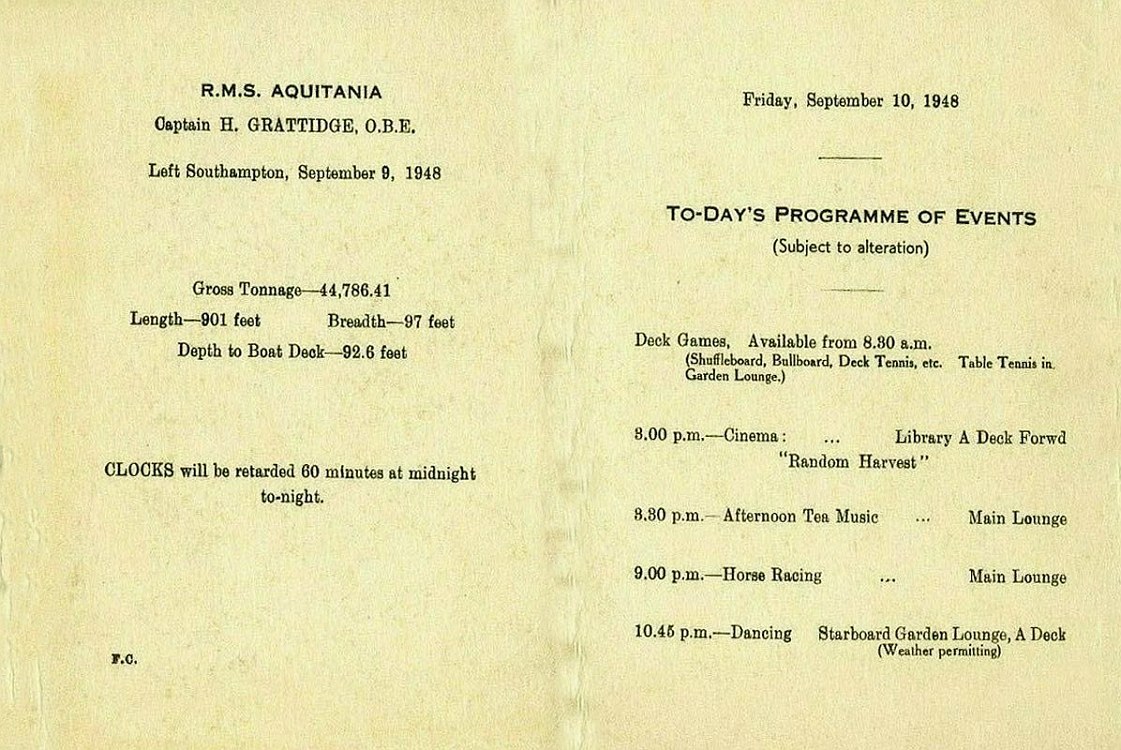 R.M.S. AQUITANIA
Captain H. GRATTIDGE, O.B.E.
Left Southampton, September 9, 1948
Gross Tonnage—44,786.41
Length—901 feet Breadth—97 feet
Depth to Boat Deck—92.6 feet
CLOCKS will be retarded 60 minutes at midnight
to-night.
F.C.
Friday, September 10, 1948
TO-DAY'S PROGRAMME OF EVENTS
(Subject to alteration)
Deck Games, Available from 8.30 a.m.
(Shuffleboard, Bullboard, Deck Tennis, etc. Table Tennis in
Garden Lounge.)
3.00 p.m.—Cinema: ... Library A Deck Forwd
"Random Harvest"
3.30 p.m.—Afternoon Tea Music ... Main Lounge
9.00 p.m.—Horse Racing ... Main Lounge
10.45 p.m.—Dancing Starboard Garden Lounge, A Deck
(Weather permitting)